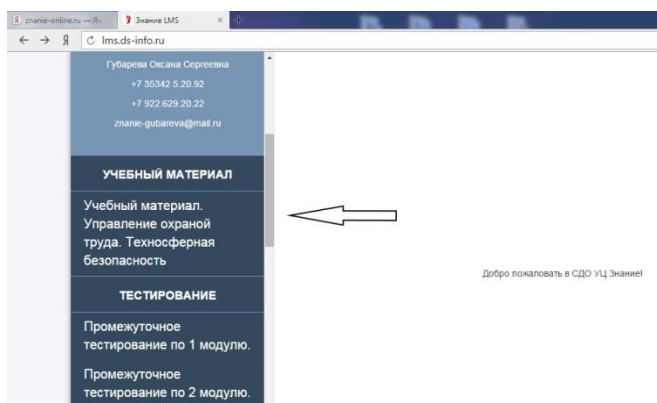 znanie-online.ru — Я
Знание LMS
lms.ds-info.ru
Губарева Оксана Сергеевна
+7 35342 5.20.92
+7 922 629.20.22
znanie-gubareva@mail.ru
УЧЕБНЫЙ МАТЕРИАЛ
Учебный материал.
Управление охраной
труда. Техносферная
безопасность
Добро пожаловать в СДО УЦ Знание!
ТЕСТИРОВАНИЕ
Промежуточное
тестирование по 1 модулю.
Промежуточное
тестирование по 2 модулю.